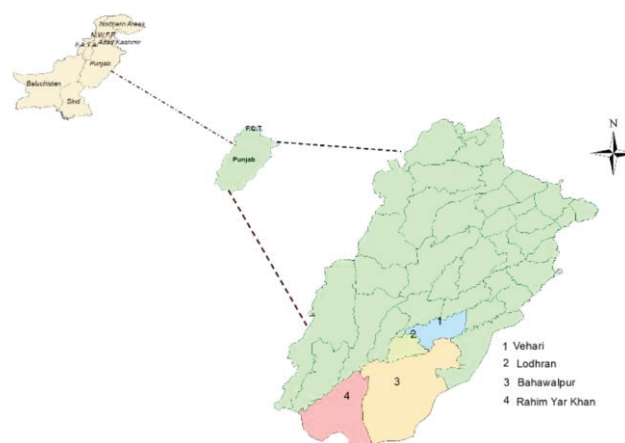 Northern Areas
N.W.F.P.
F.A.T.A.
Azad Kashmir
Punjab
Baluchistan
Sind
F.C.T.
Punjab
N
1
2
3
4
1 Vehari
2 Lodhran
3 Bahawalpur
4 Rahim Yar Khan